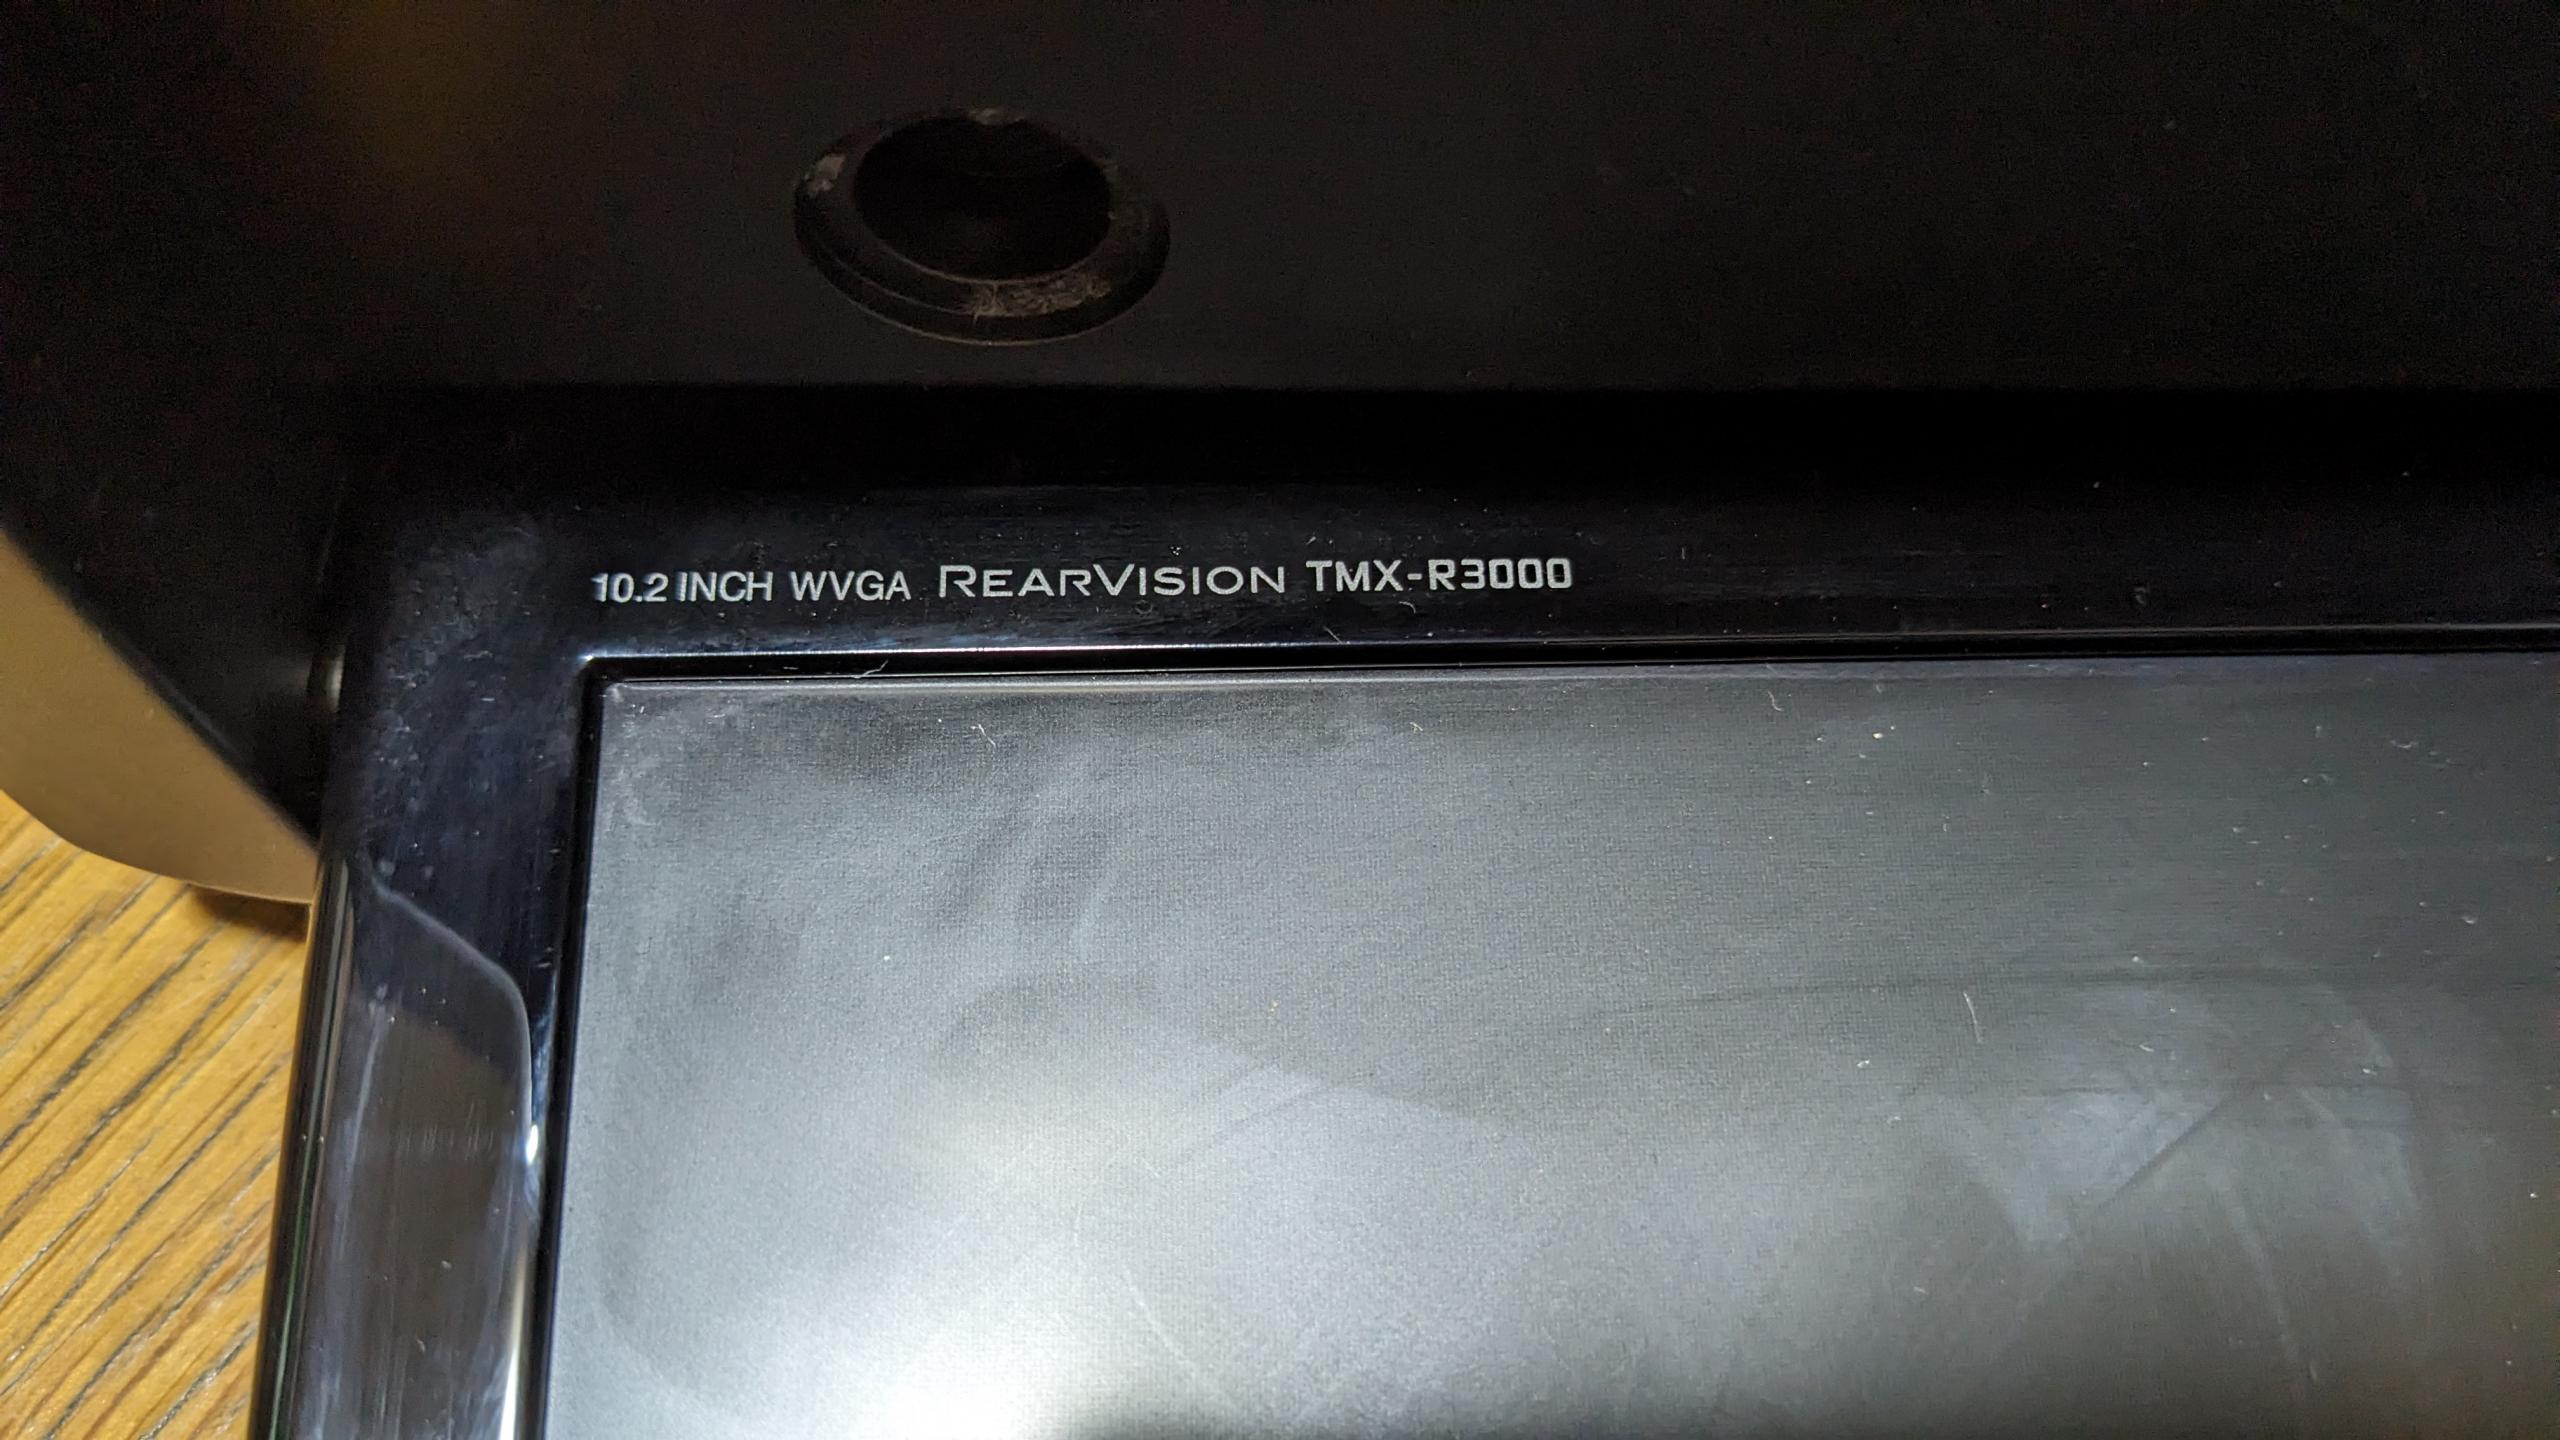 10.2 INCH WVGA REARVISION TMX-R3000